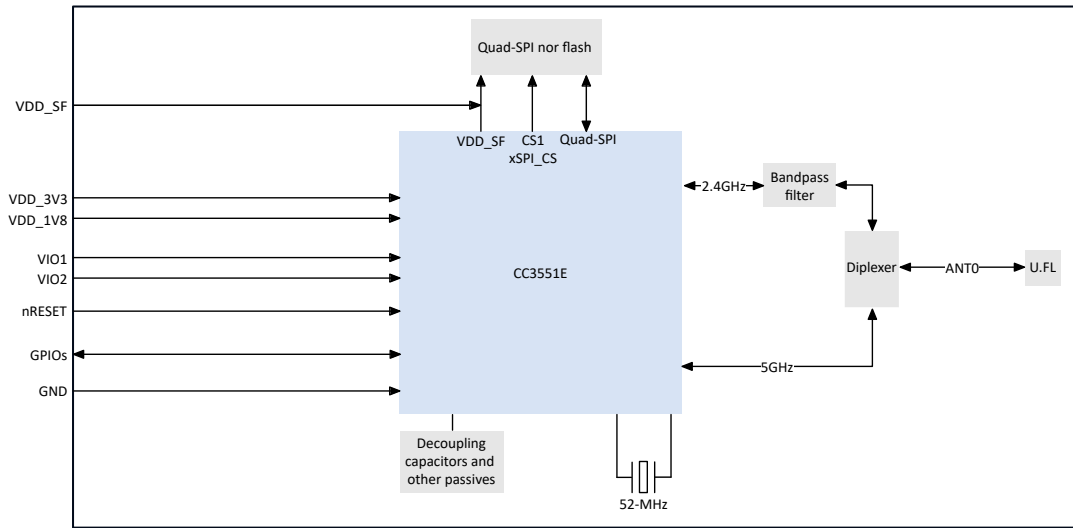 Quad-SPI nor flash
VDD_SF
VDD_SF
CS1
xSPI_CS
Quad-SPI
VDD_3V3
VDD_1V8
VIO1
VIO2
nRESET
GPIOs
GND
CC3551E
2.4GHz
Bandpass
filter
Diplexer
ANT0
U.FL
5GHz
Decoupling
capacitors and
other passives
52-MHz